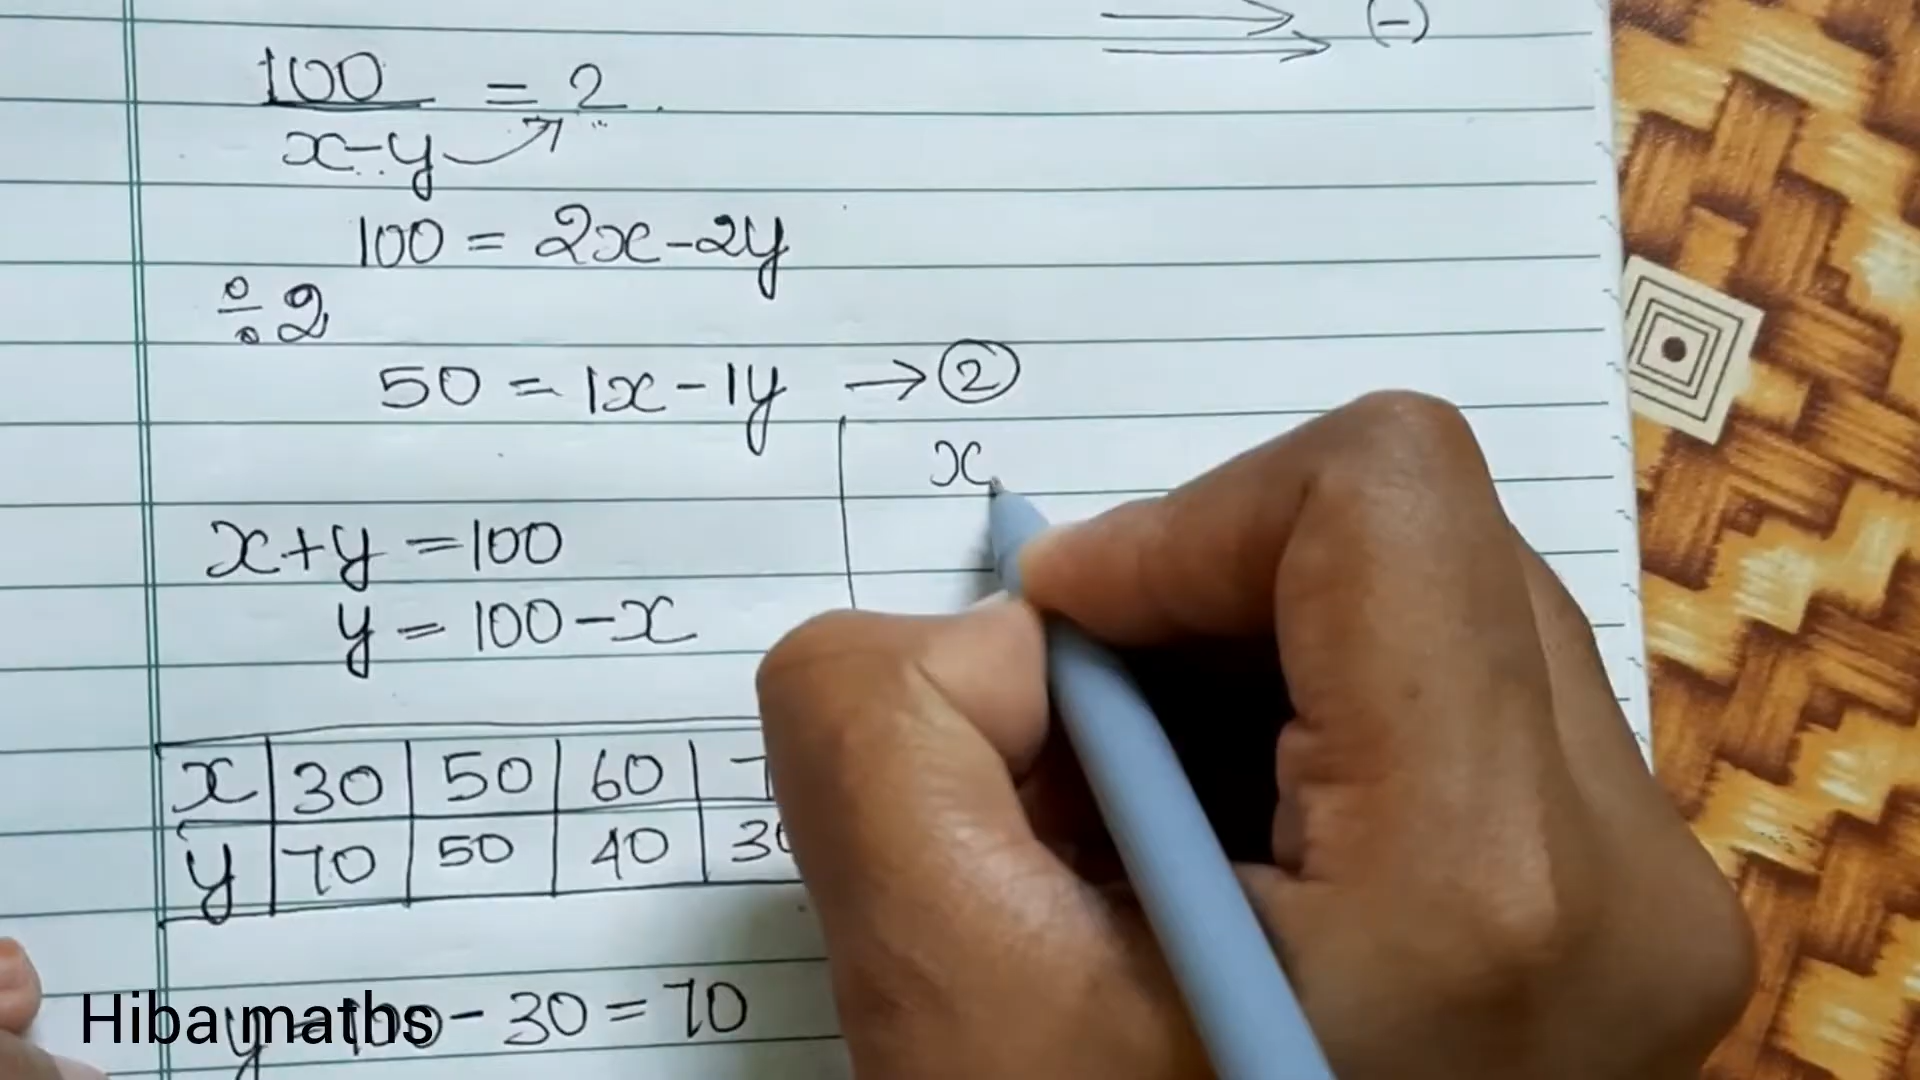 (-)
100 = 2
x-y
100 = 2x-2y
÷2
50 = 1x-1y → 2
x
x+y = 100
y = 100-x
x 30 50 60
y 70 50 40 30
y = 100 - 30 = 70
Hiba maths